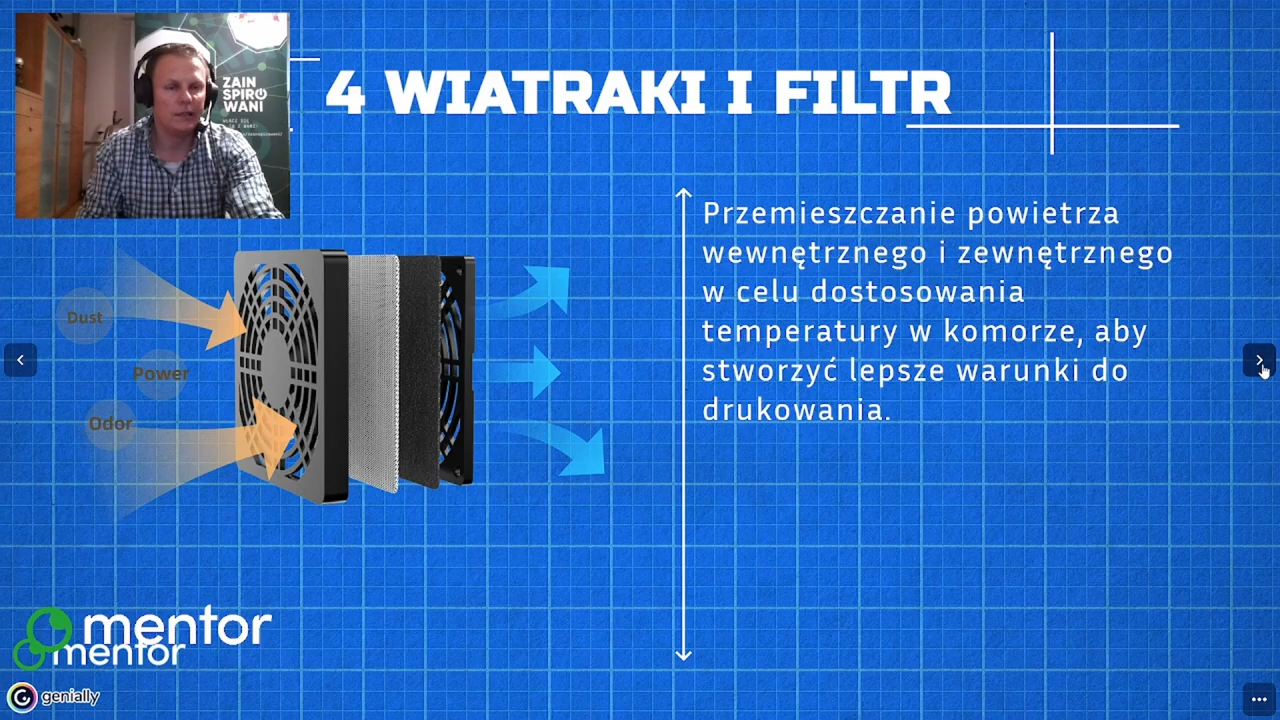 4 WIATRAKI I FILTR
ZAIN
SPIRO
WANI
Przemieszczanie powietrza
wewnętrznego i zewnętrznego
w celu dostosowania
temperatury w komorze, aby
stworzyć lepsze warunki do
drukowania.
Dust
Power
Odor
mentor
mentor
genially